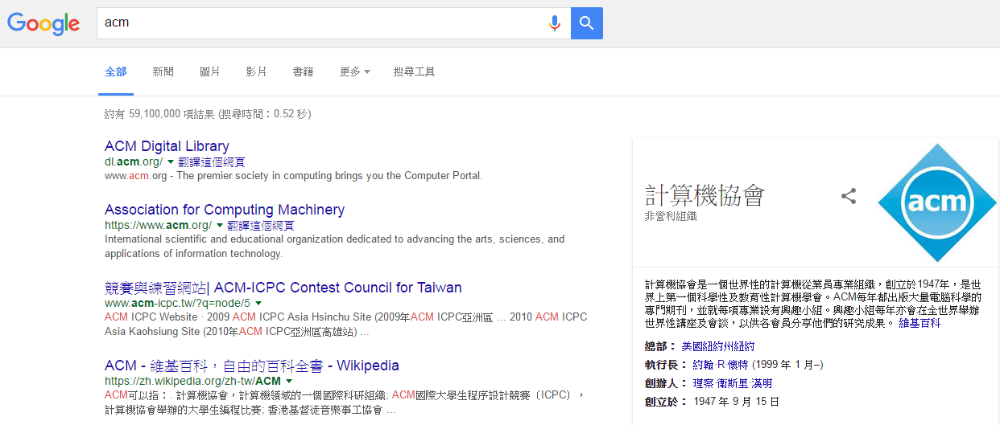 Google
acm
全部 新聞 圖片 影片 書籍 更多 搜尋工具
約有 59,100,000 項結果 (搜尋時間：0.52 秒)
ACM Digital Library
dl.acm.org/ 翻譯這個網頁
www.acm.org - The premier society in computing brings you the Computer Portal.
Association for Computing Machinery
https://www.acm.org/ 翻譯這個網頁
International scientific and educational organization dedicated to advancing the arts, sciences, and
applications of information technology.
競賽與練習網站| ACM-ICPC Contest Council for Taiwan
www.acm-icpc.tw/?q=node/5
ACM ICPC Website · 2009 ACM ICPC Asia Hsinchu Site (2009年ACM ICPC亞洲區 ... 2010 ACM ICPC
Asia Kaohsiung Site (2010年ACM ICPC亞洲區高雄站) ...
ACM - 維基百科，自由的百科全書 - Wikipedia
https://zh.wikipedia.org/zh-tw/ACM
ACM可以指：. 計算機協會，計算機領域的一個國際科研組織; ACM國際大學生程序設計競賽〔ICPC〕，
計算機協會舉辦的大學生編程比賽; 香港基督徒音樂事工協會 ...
計算機協會
非營利組織
acm
計算機協會是一個世界性的計算機從業員專業組織，創立於1947年，是世
界上第一個科學性及教育性計算機學會。ACM每年都出版大量電腦科學的
專門期刊，並就每項專業設有興趣小組。興趣小組每年亦會在全世界舉辦
世界性講座及會談，以供各會員分享他們的研究成果。 維基百科
總部： 美國紐約州紐約
執行長： 約翰·R·懷特 (1999 年 1 月–)
創辦人： 理察·衛斯里·漢明
創立於： 1947 年 9 月 15 日